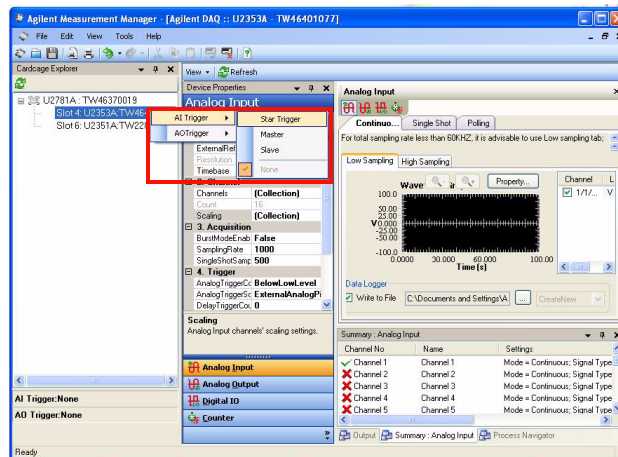 Agilent Measurement Manager - [Agilent DAQ :: U2353A - TW46401077]
File Edit View Tools Help
Cardcage Explorer
U2781A : TW46370019
Slot 4: U2353A:TW464
Slot 6: U2351A:TW220
AI Trigger:None
AO Trigger:None
Ready
View Refresh
Device Properties
Analog Input
AI Trigger
AOTrigger
Star Trigger
Master
Slave
None
ExternalRef
Resolution
Timebase
Channels (Collection)
Count 16
Scaling (Collection)
3. Acquisition
BurstModeEnab False
SamplingRate 1000
SingleShotSamp 500
4. Trigger
AnalogTriggerCc BelowLowLevel
AnalogTriggerSc ExternalAnalogPi
DelayTriggerCou 0
Scaling
Analog Input channels' scaling settings.
Analog Input
Analog Output
Digital IO
Counter
Analog Input
Continuo... Single Shot Polling
For total sampling rate less than 60KHZ, it is advisable to use Low sampling tab;
Low Sampling High Sampling
Property...
100.0
50.00
25.00
V 0.000
-25.00
-50.00
-100.0
0.0000 30.000 60.000 100.00
Time (s)
Channel L
1/1/... V
Data Logger
Write to File C:\Documents and Settings\A ... CreateNew
Summary : Analog Input
Channel No Name Settings
Channel 1 Channel 1 Mode = Continuous; Signal Type
Channel 2 Channel 2 Mode = Continuous; Signal Type
Channel 3 Channel 3 Mode = Continuous; Signal Type
Channel 4 Channel 4 Mode = Continuous; Signal Type
Channel 5 Channel 5 Mode = Continuous; Signal Type
Output Summary : Analog Input Process Navigator